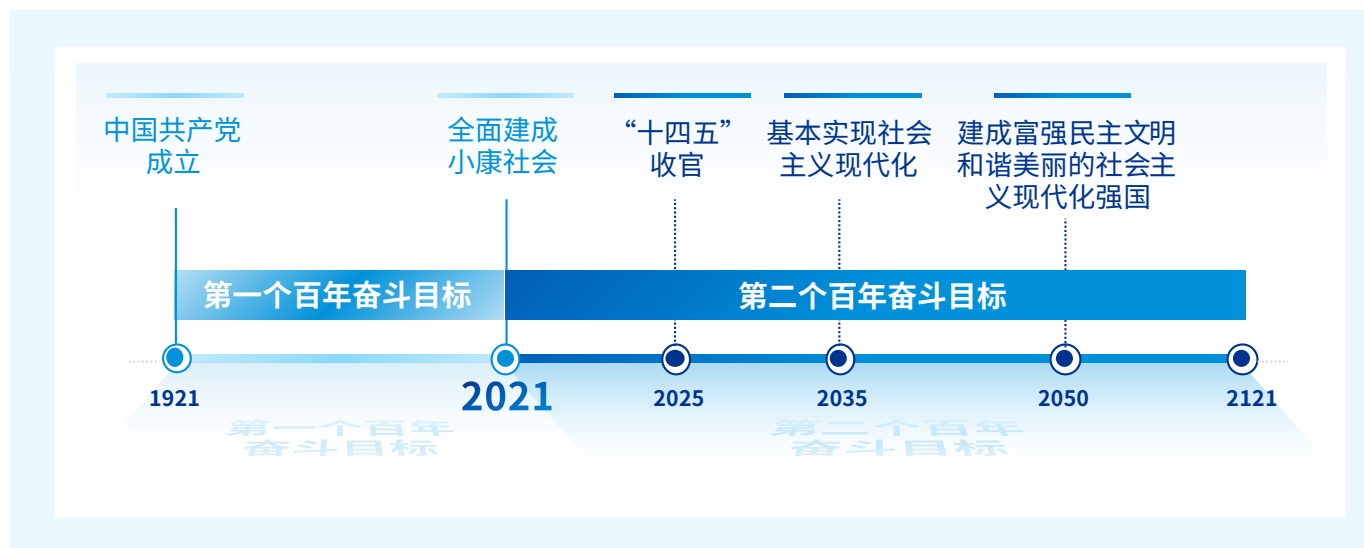 中国共产党
成立
全面建成
小康社会
“十四五”
收官
基本实现社会
主义现代化
建成富强民主文明
和谐美丽的社会主
义现代化强国
第一个百年奋斗目标
第二个百年奋斗目标
1921
2021
2025
2035
2050
2121
第一个百年
奋斗目标
第二个百年
奋斗目标